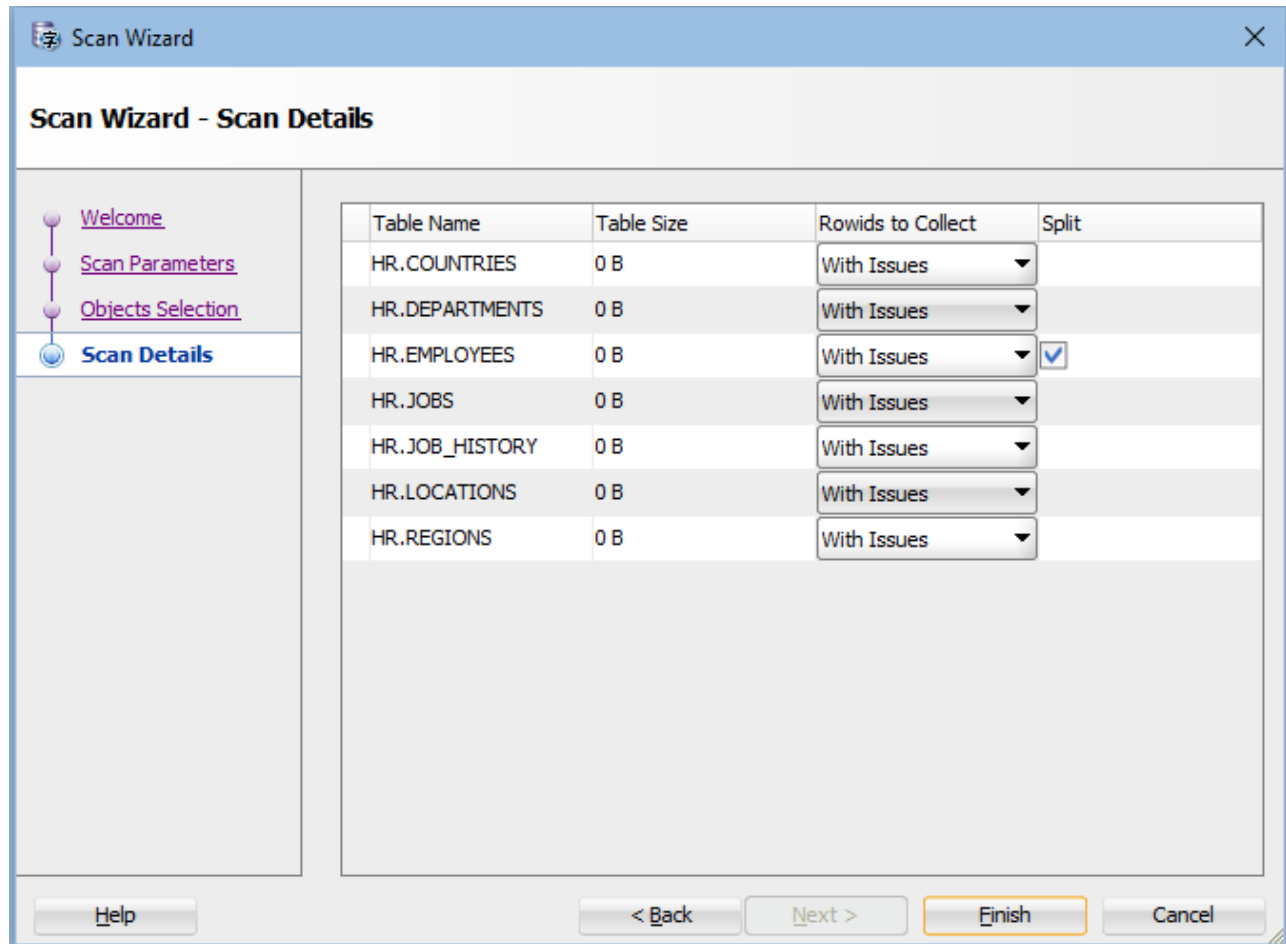 字 Scan Wizard
Scan Wizard - Scan Details
Welcome
Scan Parameters
Objects Selection
Scan Details
Table Name Table Size Rowids to Collect Split
HR.COUNTRIES 0 B With Issues
HR.DEPARTMENTS 0 B With Issues
HR.EMPLOYEES 0 B With Issues
HR.JOBS 0 B With Issues
HR.JOB_HISTORY 0 B With Issues
HR.LOCATIONS 0 B With Issues
HR.REGIONS 0 B With Issues
Help < Back Next > Finish Cancel